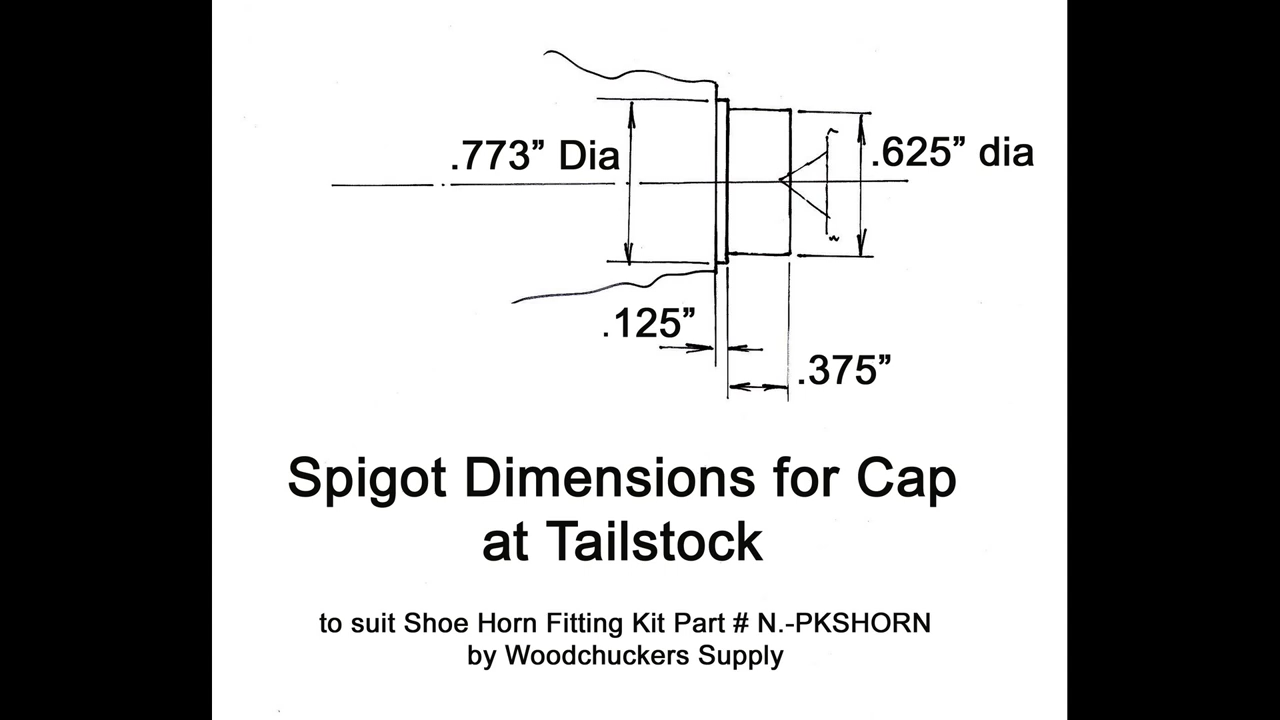 .773” Dia
.625” dia
.125”
.375”
Spigot Dimensions for Cap
at Tailstock
to suit Shoe Horn Fitting Kit Part # N.-PKSHORN
by Woodchuckers Supply